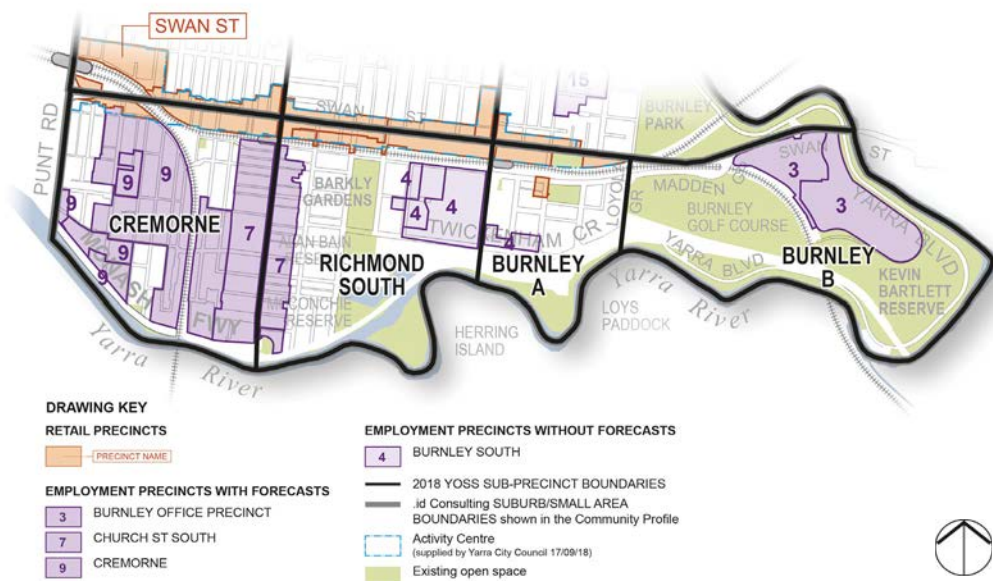 SWAN ST
15
BURNLEY
PARK
SWAN
ST
PUNT RD
SWAN
ST
3
3
9
9
9
9
9
CREMORNE
7
7
BARKLY
GARDENS
4
4
4
4
TWICKENHAM CR
LOYOLA
GR
MADDEN
GR
BURNLEY
GOLF COURSE
YARRA BLVD
YARRA BLVD
RICHMOND
SOUTH
BURNLEY
A
BURNLEY
B
KEVIN
BARTLETT
RESERVE
ALAN BAIN
RESERVE
McCONCHIE
RESERVE
FWY
HERRING
ISLAND
LOYS
PADDOCK
Yarra River
Yarra River
DRAWING KEY
RETAIL PRECINCTS
PRECINCT NAME
EMPLOYMENT PRECINCTS WITH FORECASTS
3 BURNLEY OFFICE PRECINCT
7 CHURCH ST SOUTH
9 CREMORNE
EMPLOYMENT PRECINCTS WITHOUT FORECASTS
4 BURNLEY SOUTH
2018 YOSS SUB-PRECINCT BOUNDARIES
.id Consulting SUBURB/SMALL AREA
BOUNDARIES shown in the Community Profile
Activity Centre
(supplied by Yarra City Council 17/09/18)
Existing open space